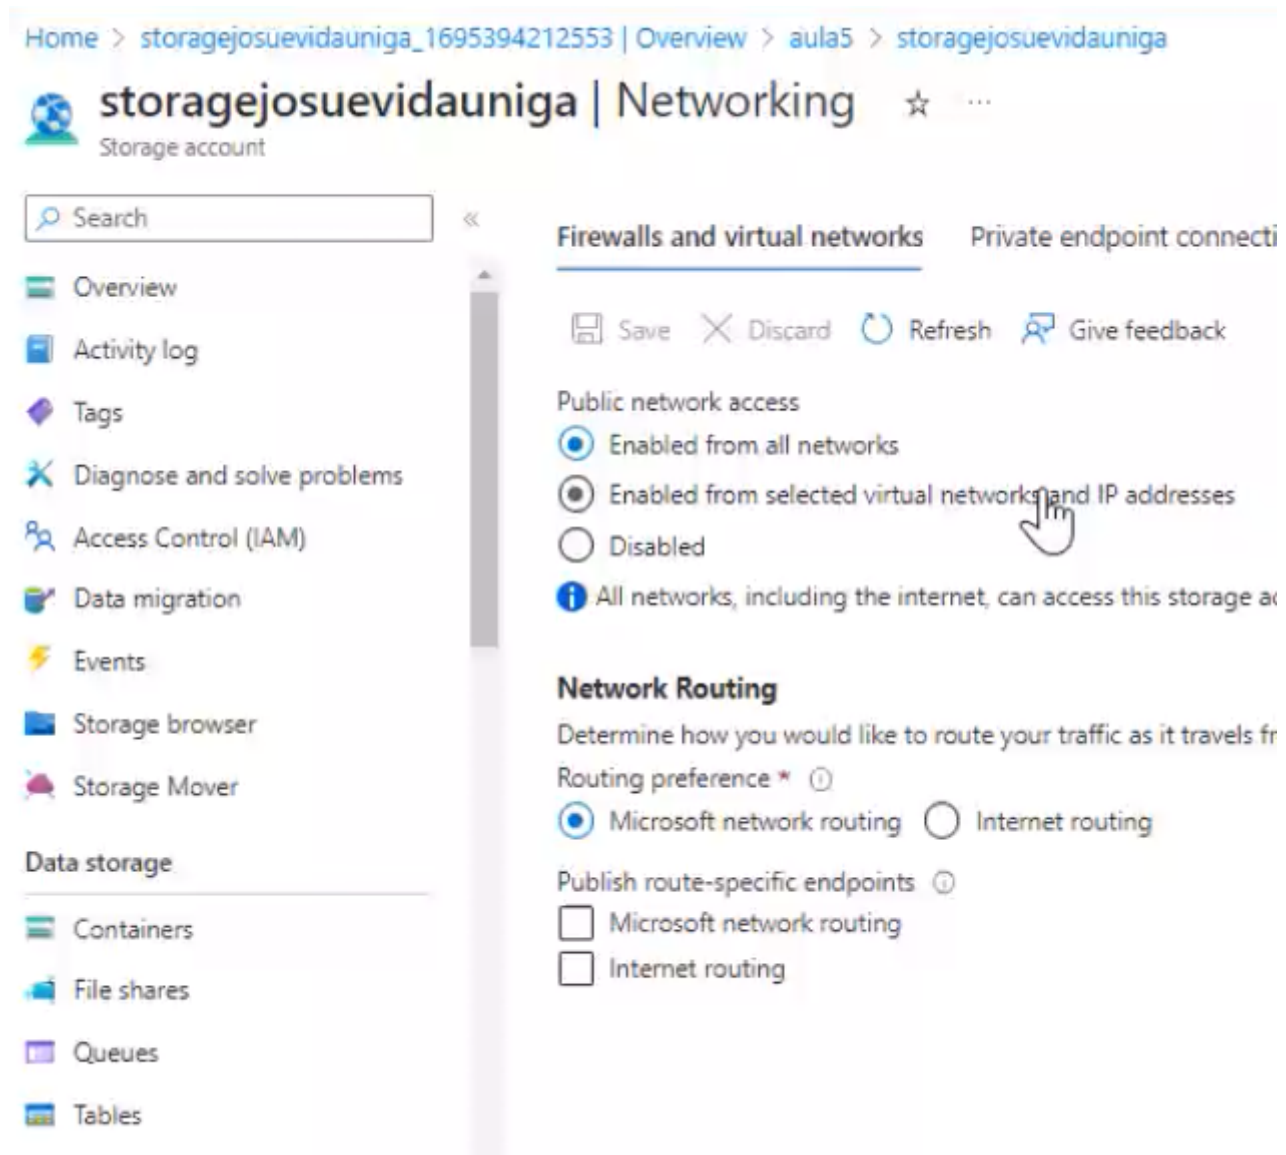 Home > storagejosuevidauniga_1695394212553 | Overview > aula5 > storagejosuevidauniga
storagejosuevidauniga | Networking
Storage account
Search
Overview
Activity log
Tags
Diagnose and solve problems
Access Control (IAM)
Data migration
Events
Storage browser
Storage Mover
Data storage
Containers
File shares
Queues
Tables
Firewalls and virtual networks Private endpoint connecti
Save Discard Refresh Give feedback
Public network access
Enabled from all networks
Enabled from selected virtual networks and IP addresses
Disabled
All networks, including the internet, can access this storage ac
Network Routing
Determine how you would like to route your traffic as it travels fr
Routing preference *
Microsoft network routing Internet routing
Publish route-specific endpoints
Microsoft network routing
Internet routing